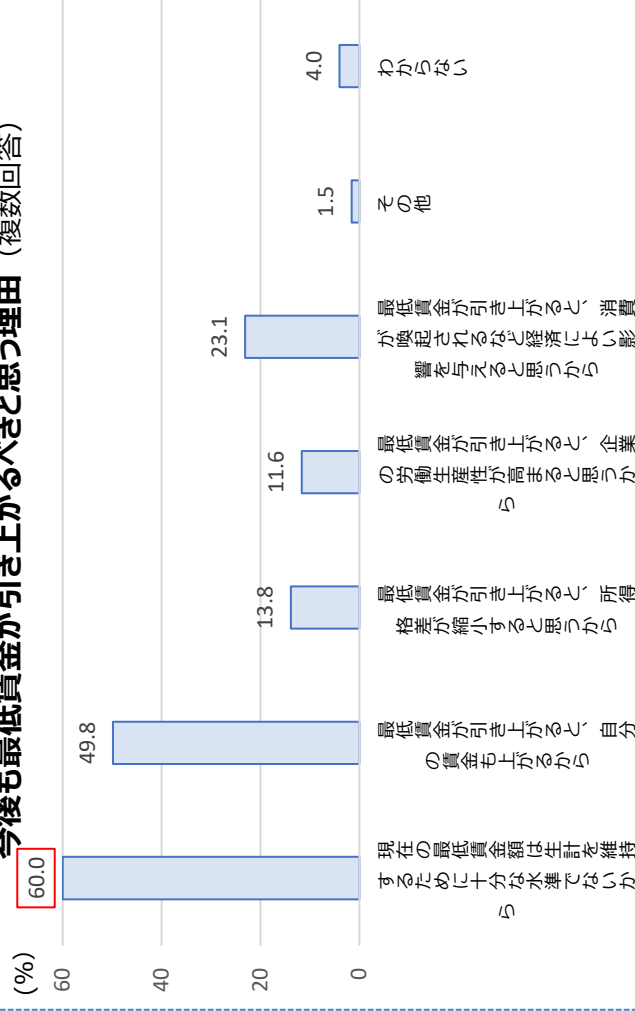 今後も最低賃金が引き上がるべきと思う理由（複数回答）
(%)
60
40
20
0
60.0
49.8
13.8
11.6
23.1
1.5
4.0
現在の最低賃金額は生計を維持
するために十分な水準でないか
ら
最低賃金が引き上がると、自分
の賃金も上がるから
最低賃金が引き上がると、所得
格差が縮小すると思うから
最低賃金が引き上がると、企業
の労働生産性が高まると思うか
ら
最低賃金が引き上がると、消費
が喚起されるなど経済によい影
響を与えると思うから
その他
わからない